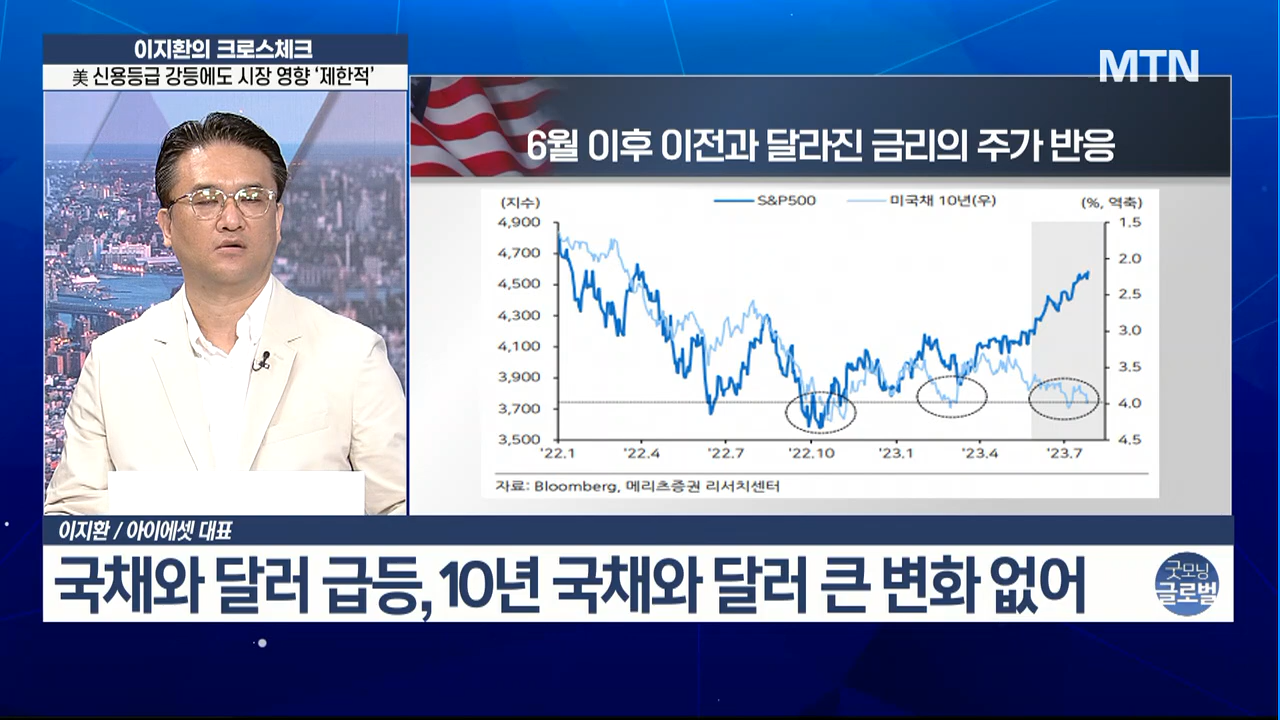 이지환의 크로스체크
美 신용등급 강등에도 시장 영향 ‘제한적’
MTN
6월 이후 이전과 달라진 금리의 주가 반응
(지수)
S&P500
미국채 10년(우)
(%, 역축)
4,900
4,700
4,500
4,300
4,100
3,900
3,700
3,500
1.5
2.0
2.5
3.0
3.5
4.0
4.5
'22.1
'22.4
'22.7
'22.10
'23.1
'23.4
'23.7
자료: Bloomberg, 메리츠증권 리서치센터
이지환 / 아이에셋 대표
국채와 달러 급등, 10년 국채와 달러 큰 변화 없어
굿모닝
글로벌